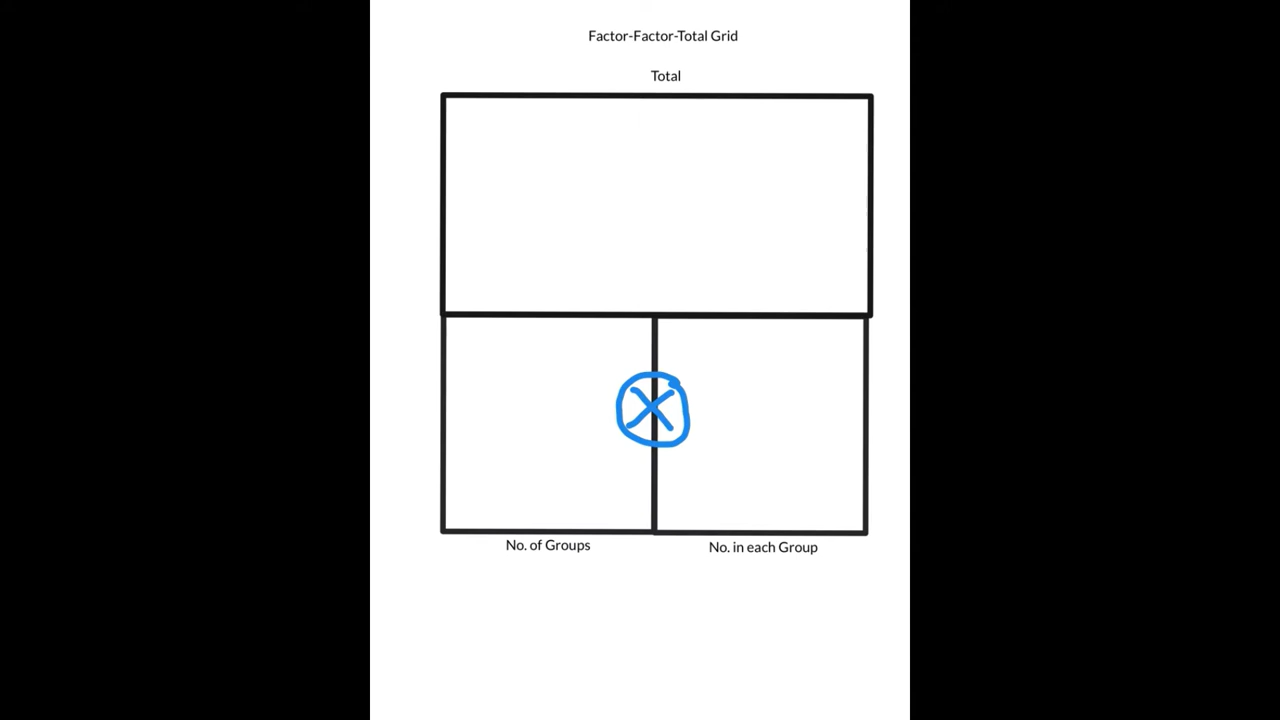 Factor-Factor-Total Grid
Total
X
No. of Groups
No. in each Group